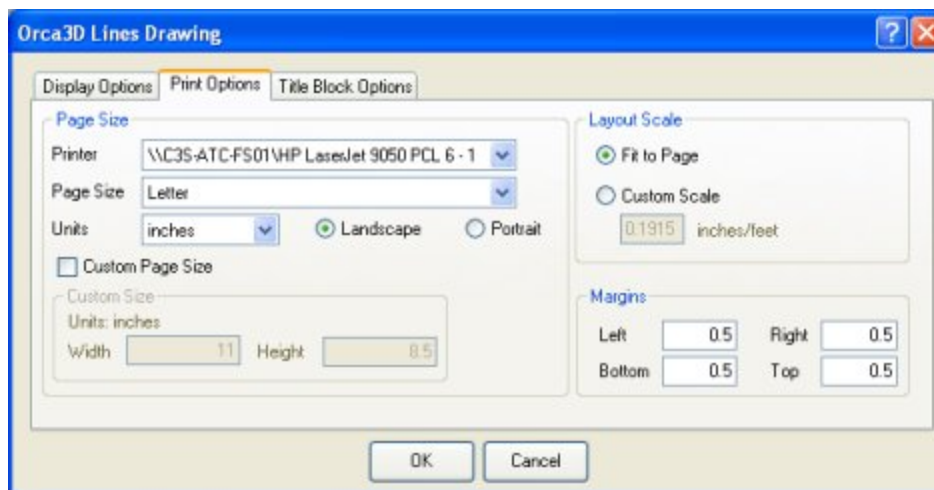 Orca3D Lines Drawing
Display Options Print Options Title Block Options
Page Size
Printer \\C3S-ATC-FS01\HP LaserJet 9050 PCL 6 - 1
Page Size Letter
Units inches Landscape Portrait
Custom Page Size
Custom Size
Units: inches
Width 11 Height 8.5
Layout Scale
Fit to Page
Custom Scale
0.1915 inches/feet
Margins
Left 0.5 Right 0.5
Bottom 0.5 Top 0.5
OK Cancel